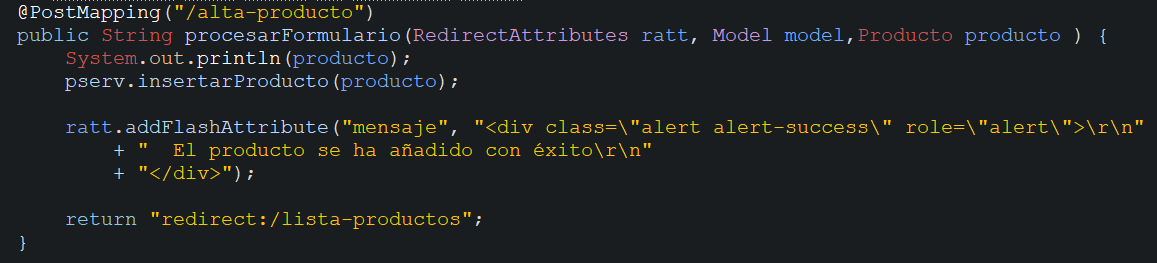 @PostMapping("/alta-producto")
public String procesarFormulario(RedirectAttributes ratt, Model model,Producto producto ) {
    System.out.println(producto);
    pserv.insertarProducto(producto);

    ratt.addFlashAttribute("mensaje", "<div class=\"alert alert-success\" role=\"alert\">\r\n"
        + "  El producto se ha añadido con éxito\r\n"
        + "</div>");

    return "redirect:/lista-productos";
}